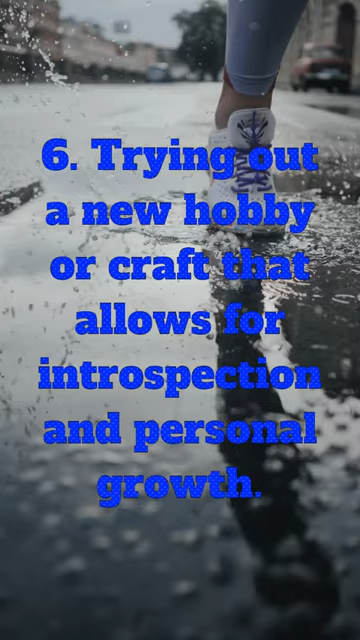 6. Trying out
a new hobby
or craft that
allows for
introspection
and personal
growth.